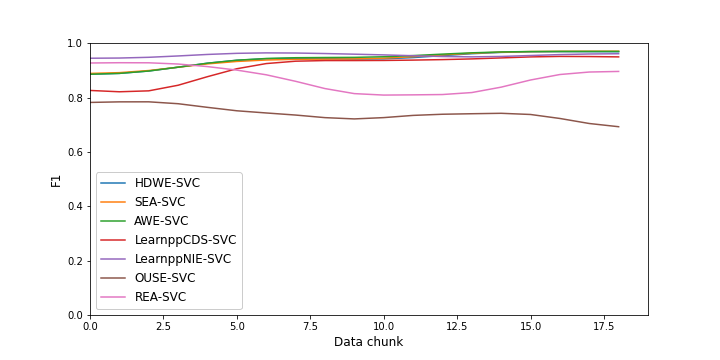 1.0
0.8
0.6
0.4
0.2
0.0
F1
HDWE-SVC
SEA-SVC
AWE-SVC
LearnppCDS-SVC
LearnppNIE-SVC
OUSE-SVC
REA-SVC
0.0 2.5 5.0 7.5 10.0 12.5 15.0 17.5
Data chunk